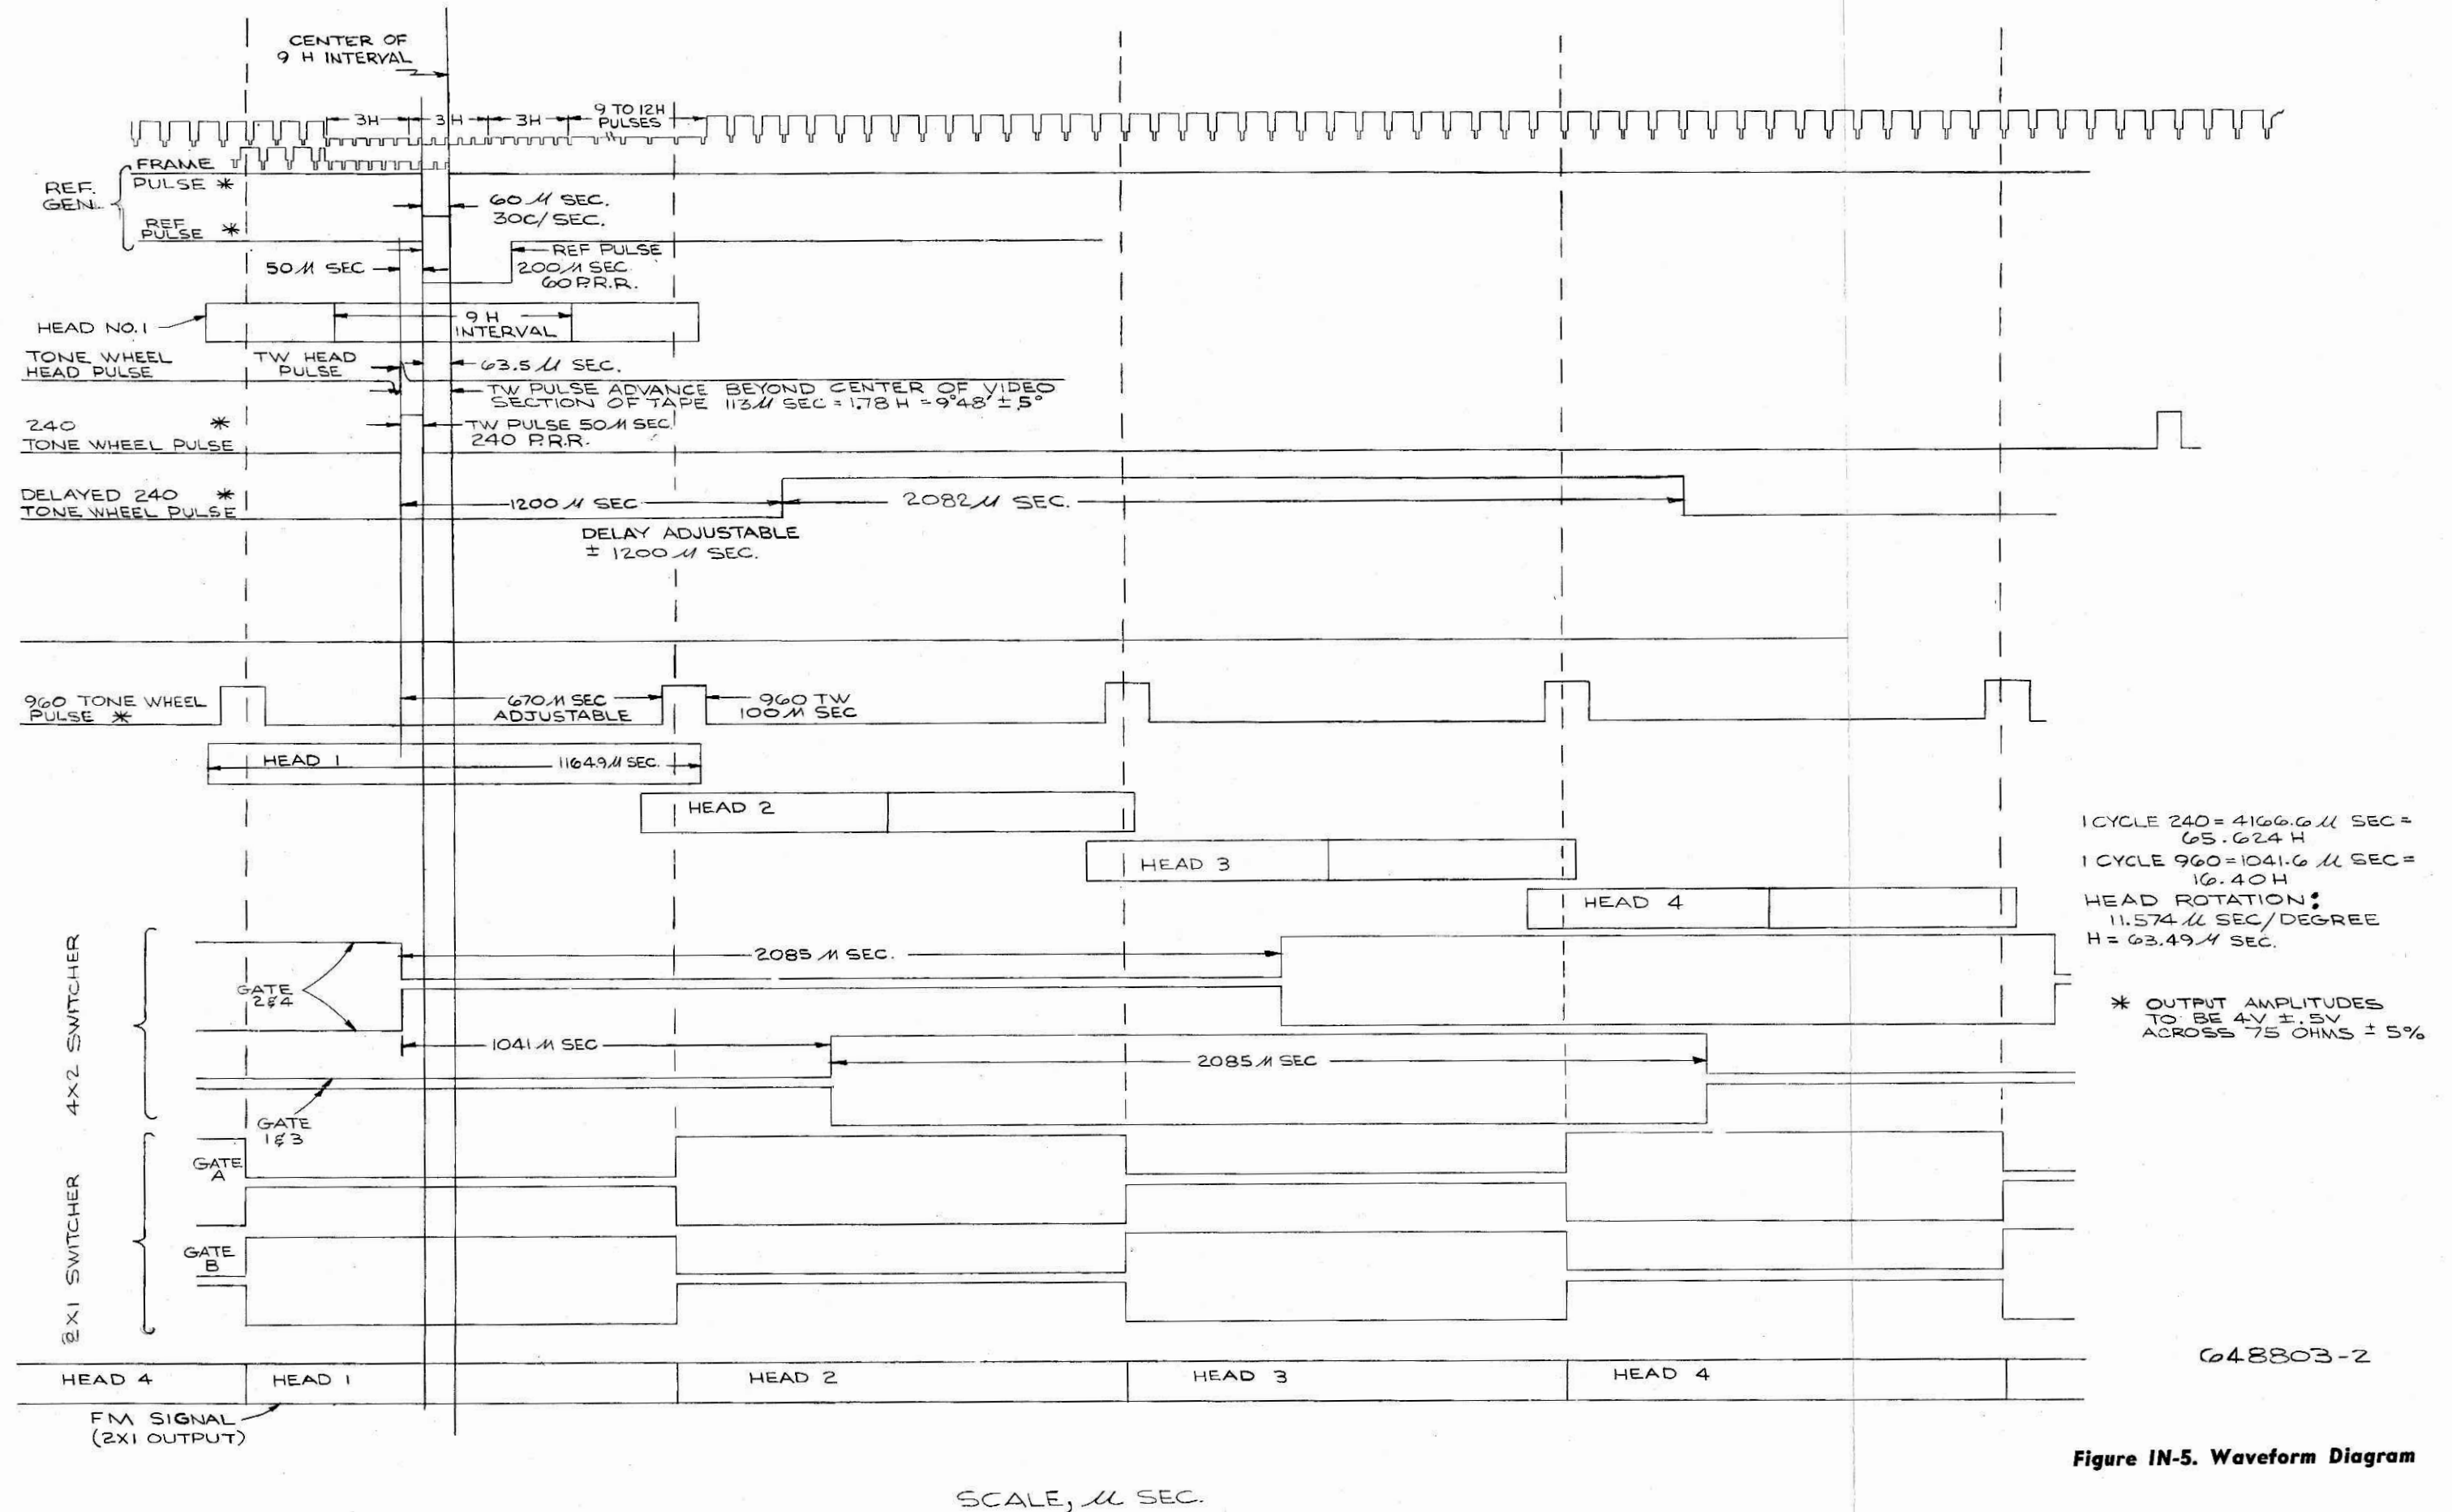 CENTER OF
9 H INTERVAL
3H
3 H
3H
9 TO 12H
PULSES
REF.
GEN.
FRAME
PULSE *
60 µ SEC.
30C/SEC.
REF
PULSE *
REF PULSE
50 µ SEC
200 µ SEC.
60 P.R.R.
HEAD NO.1
9 H
INTERVAL
TONE WHEEL
HEAD PULSE
TW HEAD
PULSE
63.5 µ SEC.
TW PULSE ADVANCE BEYOND CENTER OF VIDEO
SECTION OF TAPE 113 µ SEC = 1.78 H = 9°48' ± .5°
240 *
TONE WHEEL PULSE
TW PULSE 50 µ SEC
240 P.R.R.
DELAYED 240 *
TONE WHEEL PULSE
1200 µ SEC
2082 µ SEC.
DELAY ADJUSTABLE
± 1200 µ SEC.
960 TONE WHEEL
PULSE *
670 µ SEC
ADJUSTABLE
960 TW
100 µ SEC
HEAD 1
1164.9 µ SEC.
HEAD 2
HEAD 3
HEAD 4
1 CYCLE 240 = 4166.6 µ SEC =
65.624 H
1 CYCLE 960 = 1041.6 µ SEC =
16.40 H
HEAD ROTATION:
11.574 µ SEC/DEGREE
H = 63.49 µ SEC.
* OUTPUT AMPLITUDES
TO BE 4V ± .5V
ACROSS 75 OHMS ± 5%
4X2 SWITCHER
2085 µ SEC.
GATE
2&4
1041 µ SEC
2085 µ SEC
GATE
1&3
2X1 SWITCHER
GATE
A
GATE
B
HEAD 4
HEAD 1
HEAD 2
HEAD 3
HEAD 4
FM SIGNAL
(2X1 OUTPUT)
648803-2
Figure IN-5. Waveform Diagram
SCALE, µ SEC.